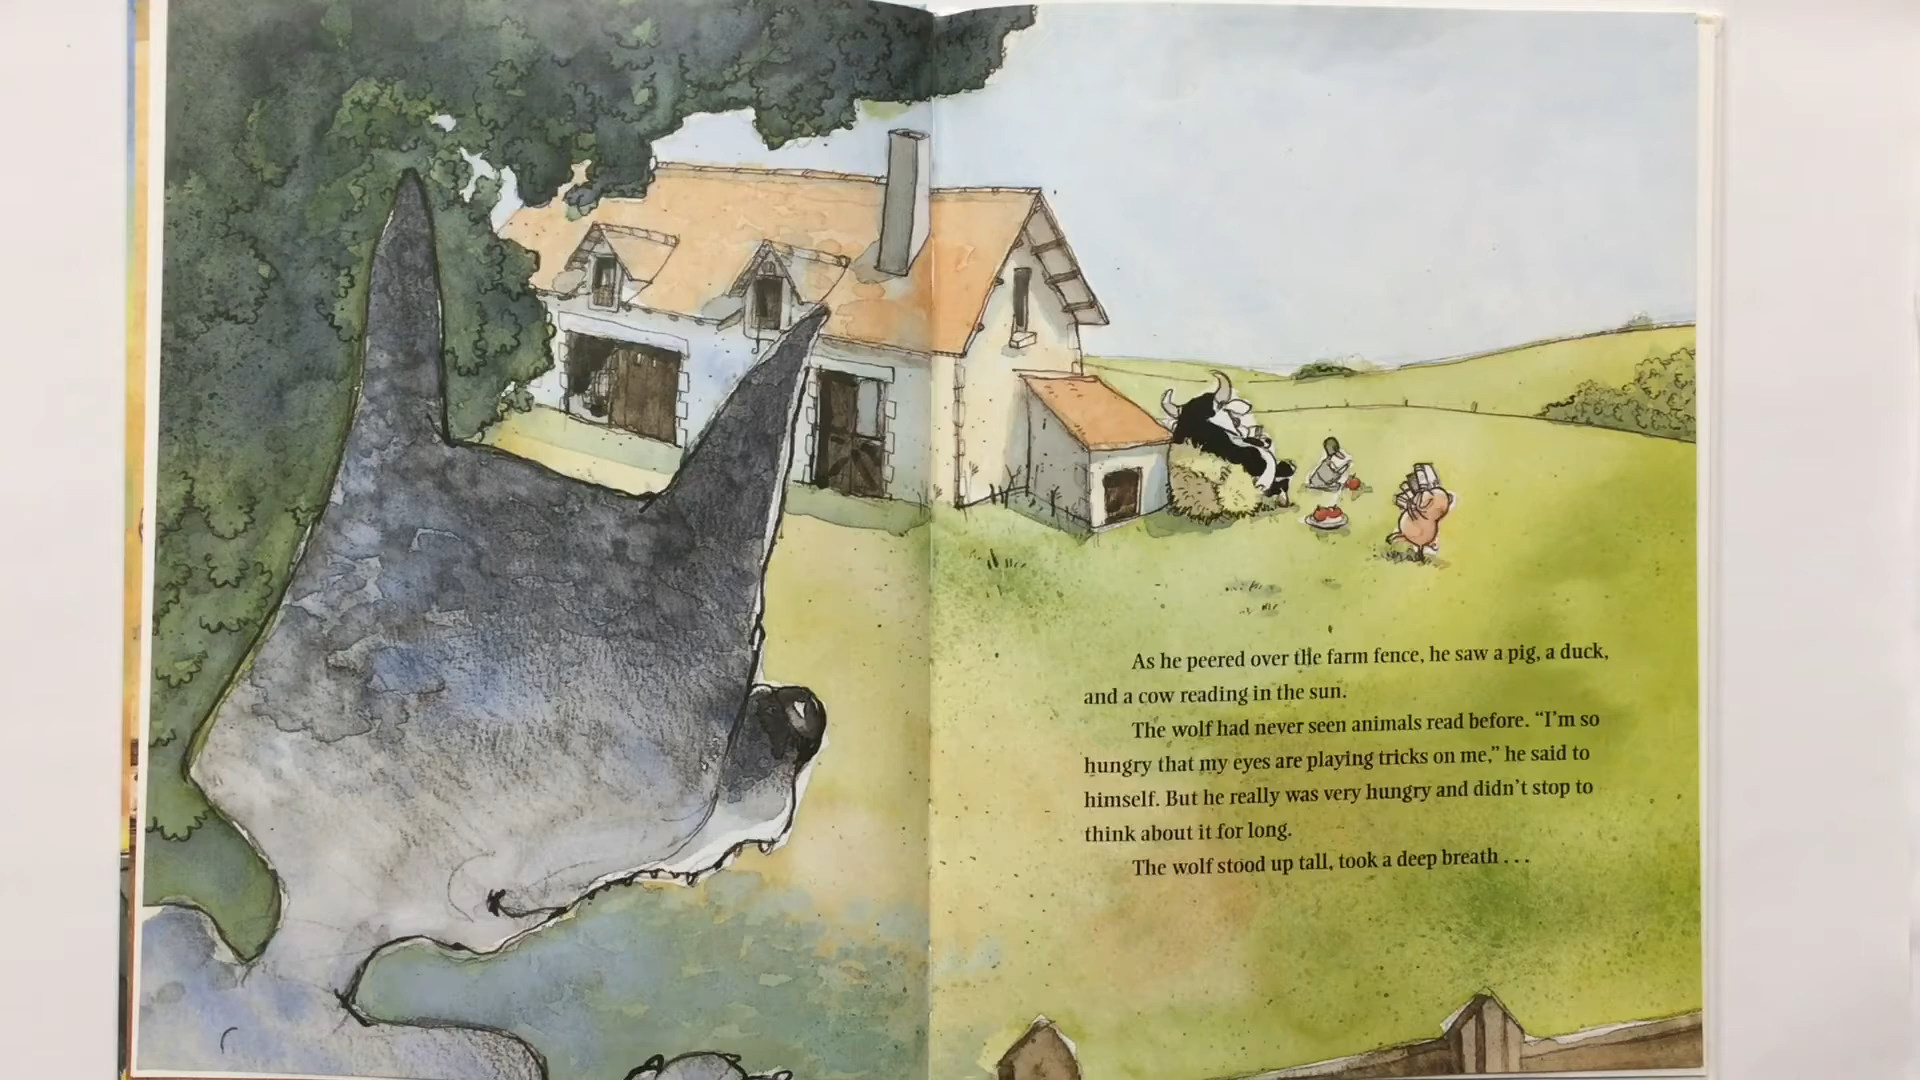 As he peered over the farm fence, he saw a pig, a duck,
and a cow reading in the sun.
The wolf had never seen animals read before. “I’m so
hungry that my eyes are playing tricks on me,” he said to
himself. But he really was very hungry and didn’t stop to
think about it for long.
The wolf stood up tall, took a deep breath . . .